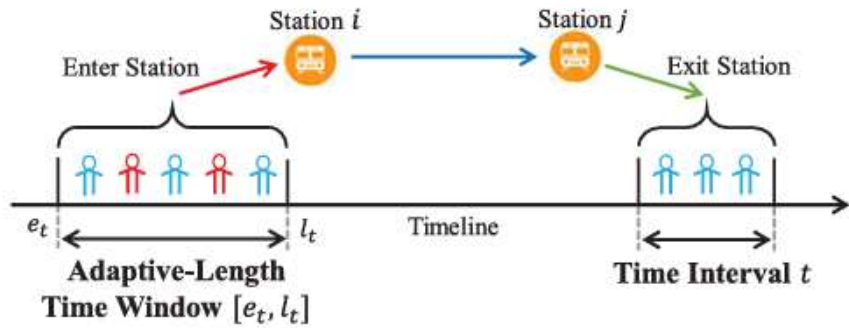 Station i
Station j
Enter Station
Exit Station
e_t
l_t
Timeline
Adaptive-Length
Time Window [e_t, l_t]
Time Interval t